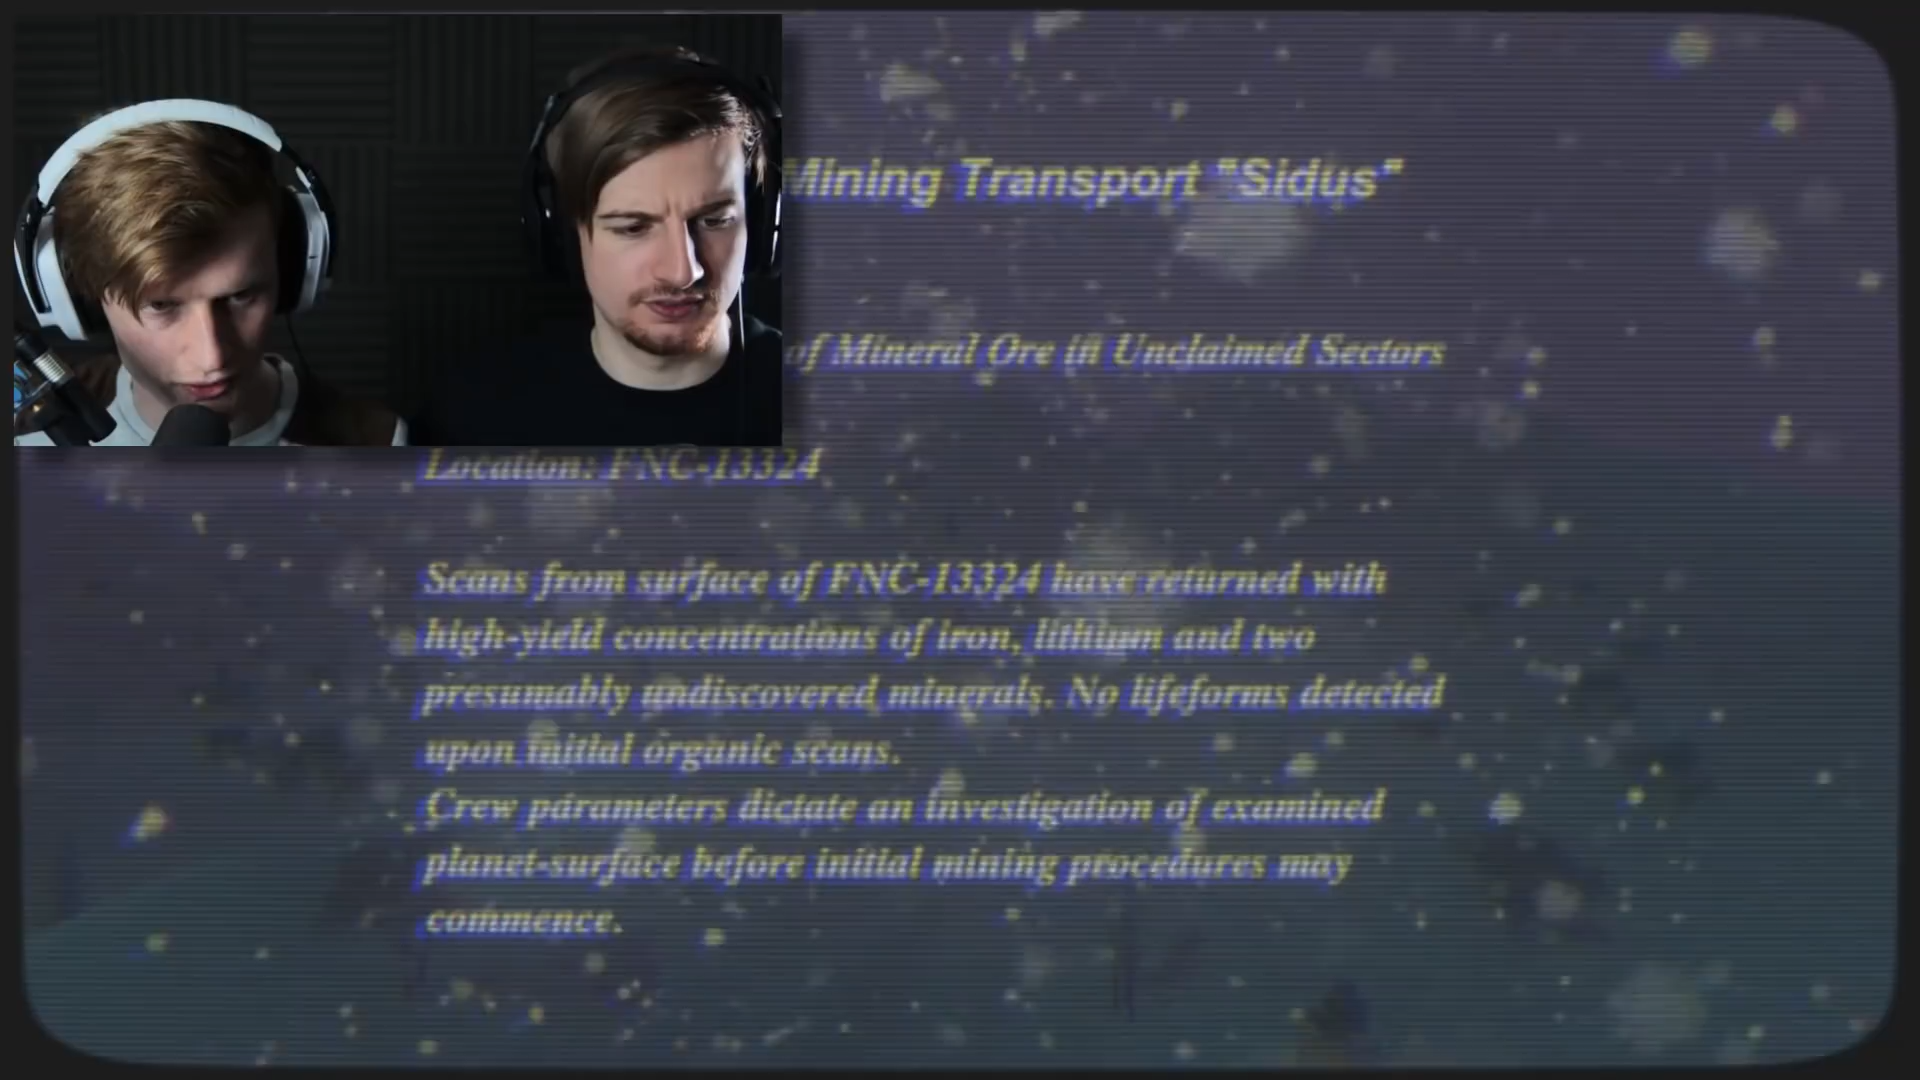 Mining Transport "Sidus"
of Mineral Ore in Unclaimed Sectors
Location: FNC-13324
Scans from surface of FNC-13324 have returned with
high-yield concentrations of iron, lithium and two
presumably undiscovered minerals. No lifeforms detected
upon initial organic scans.
Crew parameters dictate an investigation of examined
planet-surface before initial mining procedures may
commence.